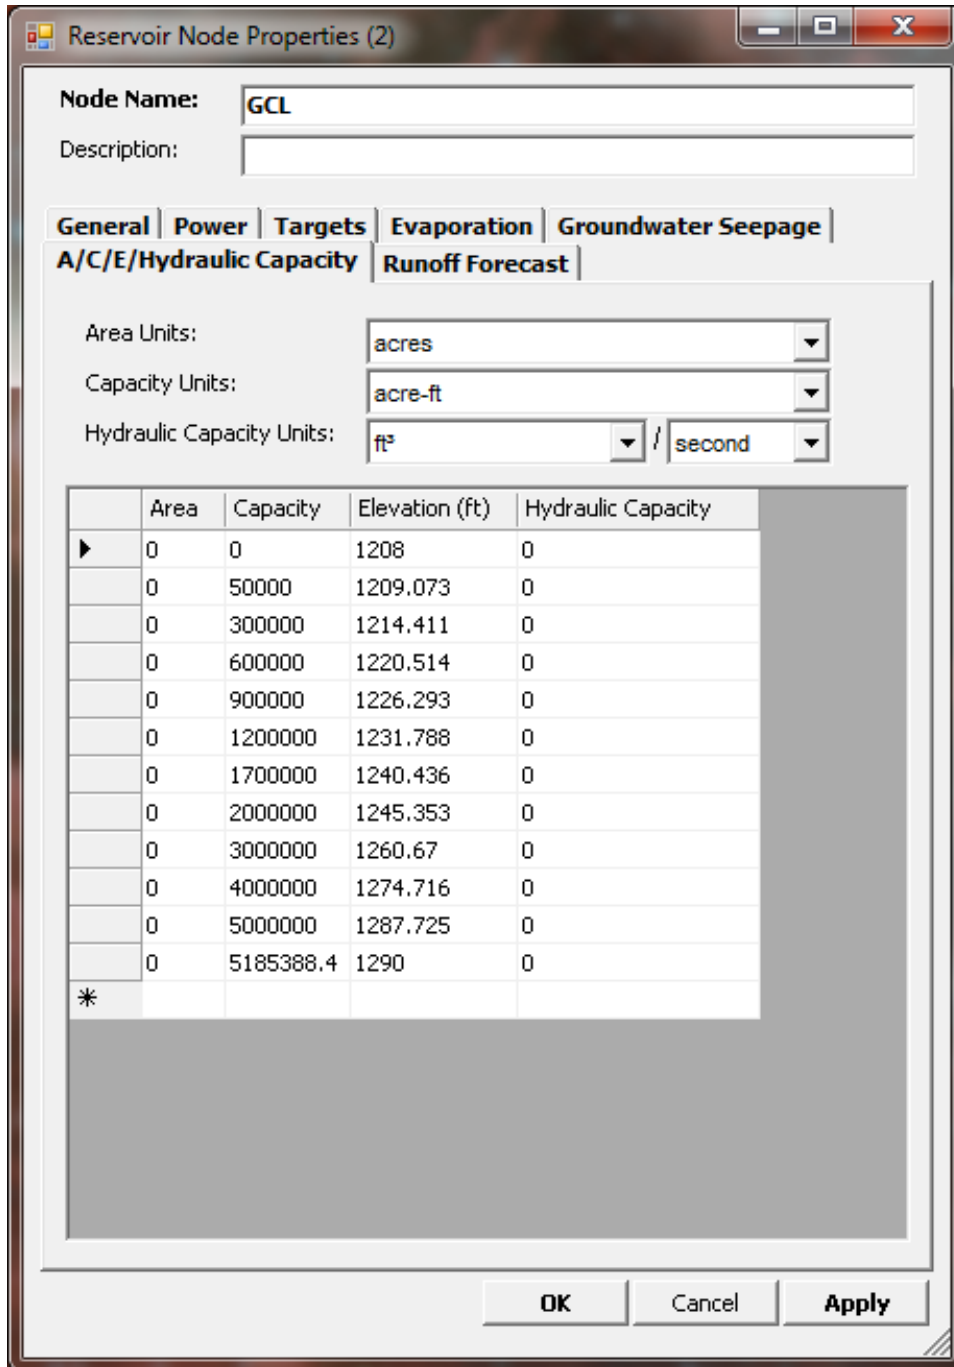 Reservoir Node Properties (2)
Node Name: GCL
Description:
General Power Targets Evaporation Groundwater Seepage
A/C/E/Hydraulic Capacity Runoff Forecast
Area Units: acres
Capacity Units: acre-ft
Hydraulic Capacity Units: ft³ / second
Area Capacity Elevation (ft) Hydraulic Capacity
0 0 1208 0
0 50000 1209.073 0
0 300000 1214.411 0
0 600000 1220.514 0
0 900000 1226.293 0
0 1200000 1231.788 0
0 1700000 1240.436 0
0 2000000 1245.353 0
0 3000000 1260.67 0
0 4000000 1274.716 0
0 5000000 1287.725 0
0 5185388.4 1290 0
OK Cancel Apply